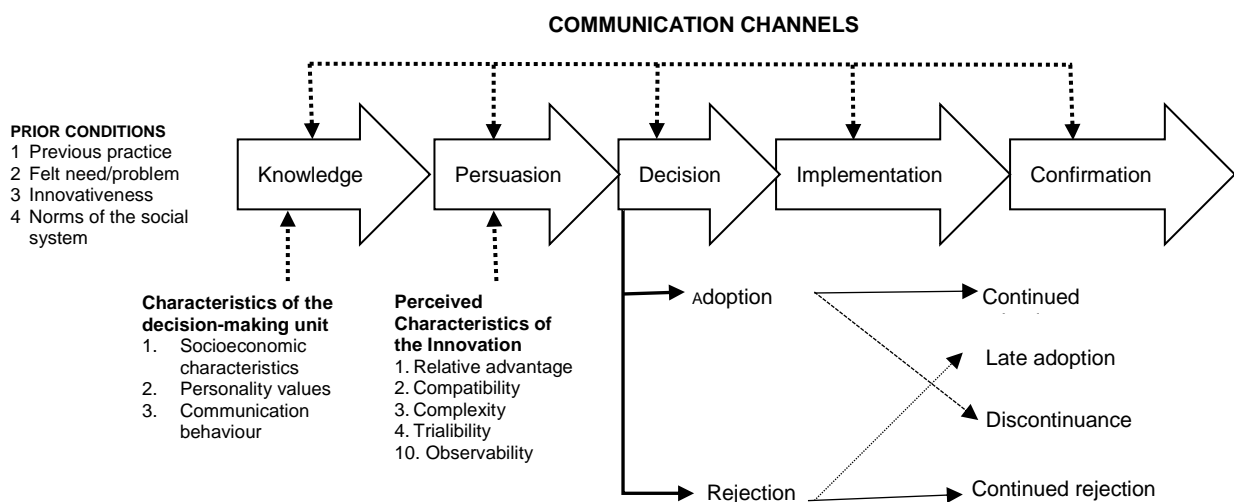 COMMUNICATION CHANNELS
PRIOR CONDITIONS
1 Previous practice
2 Felt need/problem
3 Innovativeness
4 Norms of the social
system
Knowledge
Persuasion
Decision
Implementation
Confirmation
Characteristics of the
decision-making unit
1. Socioeconomic
characteristics
2. Personality values
3. Communication
behaviour
Perceived
Characteristics of
the Innovation
1. Relative advantage
2. Compatibility
3. Complexity
4. Trialibility
10. Observability
Adoption
Rejection
Continued
Late adoption
Discontinuance
Continued rejection